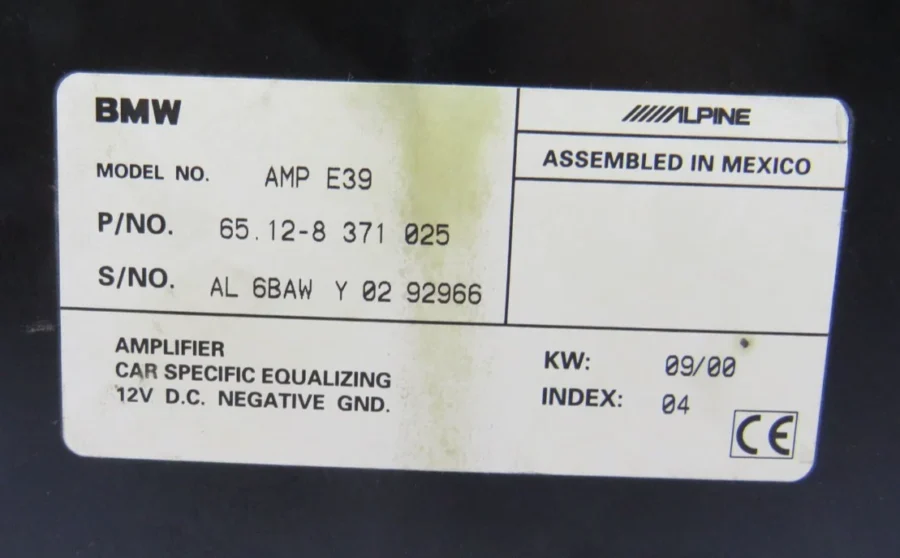 BMW
MODEL NO. AMP E39
P/NO. 65.12-8 371 025
S/NO. AL 6BAW Y 02 92966
ALPINE
ASSEMBLED IN MEXICO
AMPLIFIER
CAR SPECIFIC EQUALIZING
12V D.C. NEGATIVE GND.
KW: 09/00
INDEX: 04
CE